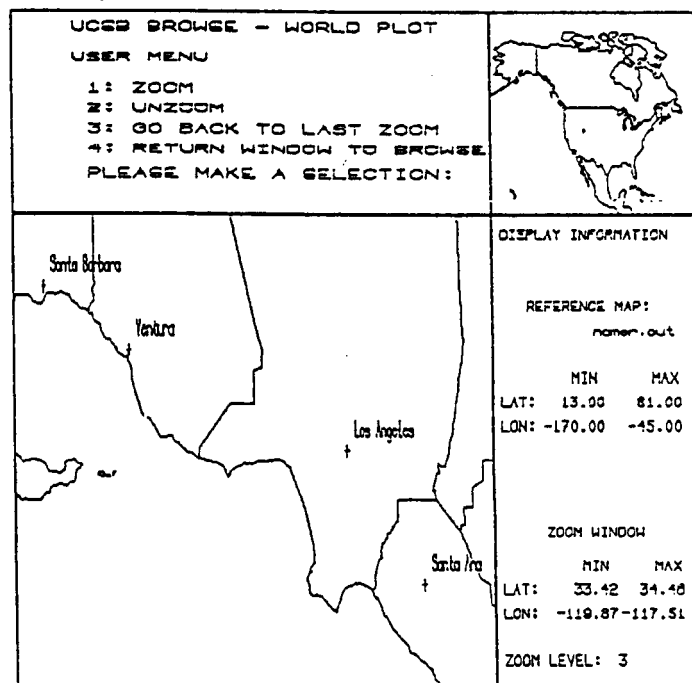 UCSB BROWSE - WORLD PLOT
USER MENU
1: ZOOM
2: UNZOOM
3: GO BACK TO LAST ZOOM
4: RETURN WINDOW TO BROWSE
PLEASE MAKE A SELECTION:
Santa Barbara
Ventura
Los Angeles
Santa Ana
DISPLAY INFORMATION
REFERENCE MAP:
namer.out
MIN MAX
LAT: 13.00 81.00
LON: -170.00 -45.00
ZOOM WINDOW
MIN MAX
LAT: 33.42 34.48
LON: -119.87-117.51
ZOOM LEVEL: 3